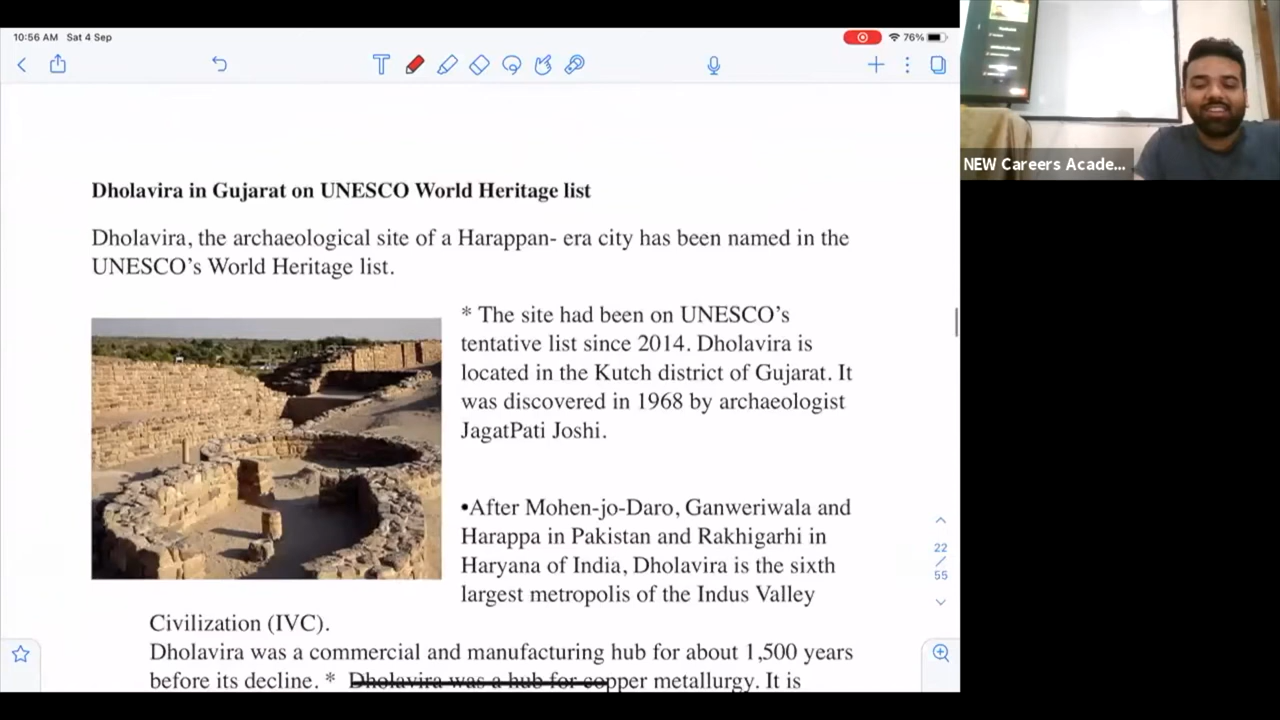 10:56 AM Sat 4 Sep
76%
NEW Careers Acade...
Dholavira in Gujarat on UNESCO World Heritage list
Dholavira, the archaeological site of a Harappan- era city has been named in the
UNESCO’s World Heritage list.
* The site had been on UNESCO’s
tentative list since 2014. Dholavira is
located in the Kutch district of Gujarat. It
was discovered in 1968 by archaeologist
JagatPati Joshi.
•After Mohen-jo-Daro, Ganweriwala and
Harappa in Pakistan and Rakhigarhi in
Haryana of India, Dholavira is the sixth
largest metropolis of the Indus Valley
Civilization (IVC).
Dholavira was a commercial and manufacturing hub for about 1,500 years
before its decline. * Dholavira was a hub for copper metallurgy. It is
22
/
55